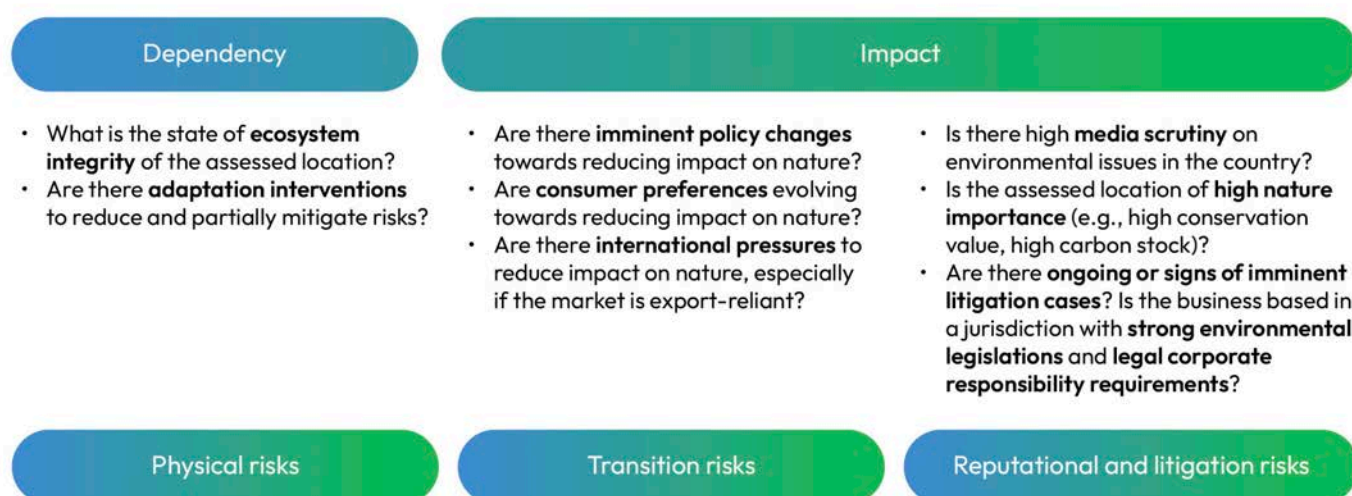 Dependency
Impact
• What is the state of ecosystem
integrity of the assessed location?
• Are there adaptation interventions
to reduce and partially mitigate risks?
• Are there imminent policy changes
towards reducing impact on nature?
• Are consumer preferences evolving
towards reducing impact on nature?
• Are there international pressures to
reduce impact on nature, especially
if the market is export-reliant?
• Is there high media scrutiny on
environmental issues in the country?
• Is the assessed location of high nature
importance (e.g., high conservation
value, high carbon stock)?
• Are there ongoing or signs of imminent
litigation cases? Is the business based in
a jurisdiction with strong environmental
legislations and legal corporate
responsibility requirements?
Physical risks
Transition risks
Reputational and litigation risks